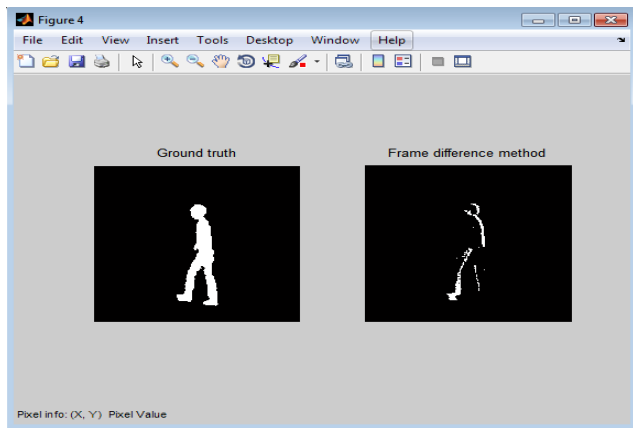 Figure 4
File Edit View Insert Tools Desktop Window Help
Ground truth Frame difference method
Pixel info: (X, Y) Pixel Value